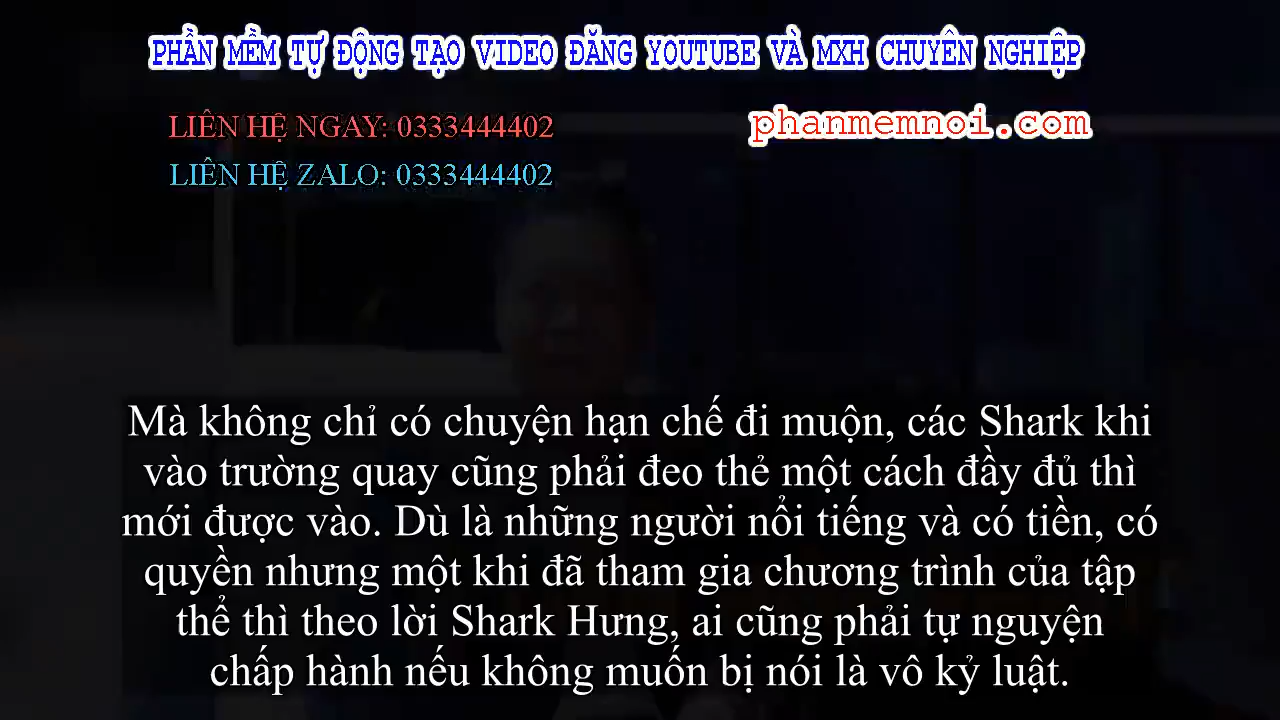 PHẦN MỀM TỰ ĐỘNG TẠO VIDEO ĐĂNG YOUTUBE VÀ MXH CHUYÊN NGHIỆP
LIÊN HỆ NGAY: 0333444402
phanmemnoi.com
LIÊN HỆ ZALO: 0333444402
Mà không chỉ có chuyện hạn chế đi muộn, các Shark khi
vào trường quay cũng phải đeo thẻ một cách đầy đủ thì
mới được vào. Dù là những người nổi tiếng và có tiền, có
quyền nhưng một khi đã tham gia chương trình của tập
thể thì theo lời Shark Hưng, ai cũng phải tự nguyện
chấp hành nếu không muốn bị nói là vô kỷ luật.